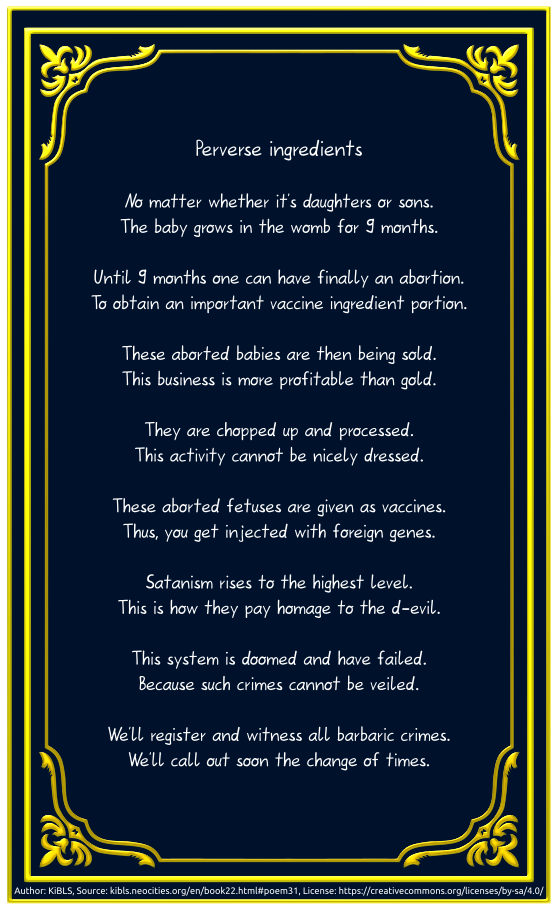 Perverse ingredients
No matter whether it's daughters or sons.
The baby grows in the womb for 9 months.
Until 9 months one can have finally an abortion.
To obtain an important vaccine ingredient portion.
These aborted babies are then being sold.
This business is more profitable than gold.
They are chopped up and processed.
This activity cannot be nicely dressed.
These aborted fetuses are given as vaccines.
Thus, you get injected with foreign genes.
Satanism rises to the highest level.
This is how they pay homage to the d-evil.
This system is doomed and have failed.
Because such crimes cannot be veiled.
We'll register and witness all barbaric crimes.
We'll call out soon the change of times.
Author: KiBLS, Source: kibls.neocities.org/en/book22.html#poem31, License: https://creativecommons.org/licenses/by-sa/4.0/